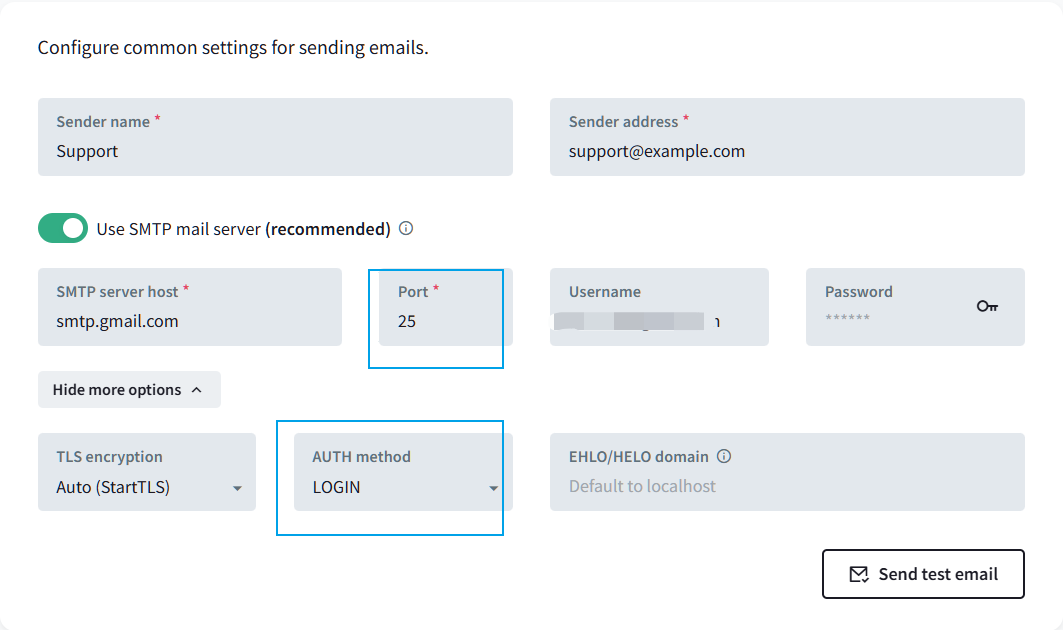 Configure common settings for sending emails.
Sender name *
Support
Sender address *
support@example.com
Use SMTP mail server (recommended)
SMTP server host *
smtp.gmail.com
Port *
25
Username
Password
******
Hide more options
TLS encryption
Auto (StartTLS)
AUTH method
LOGIN
EHLO/HELO domain
Default to localhost
Send test email